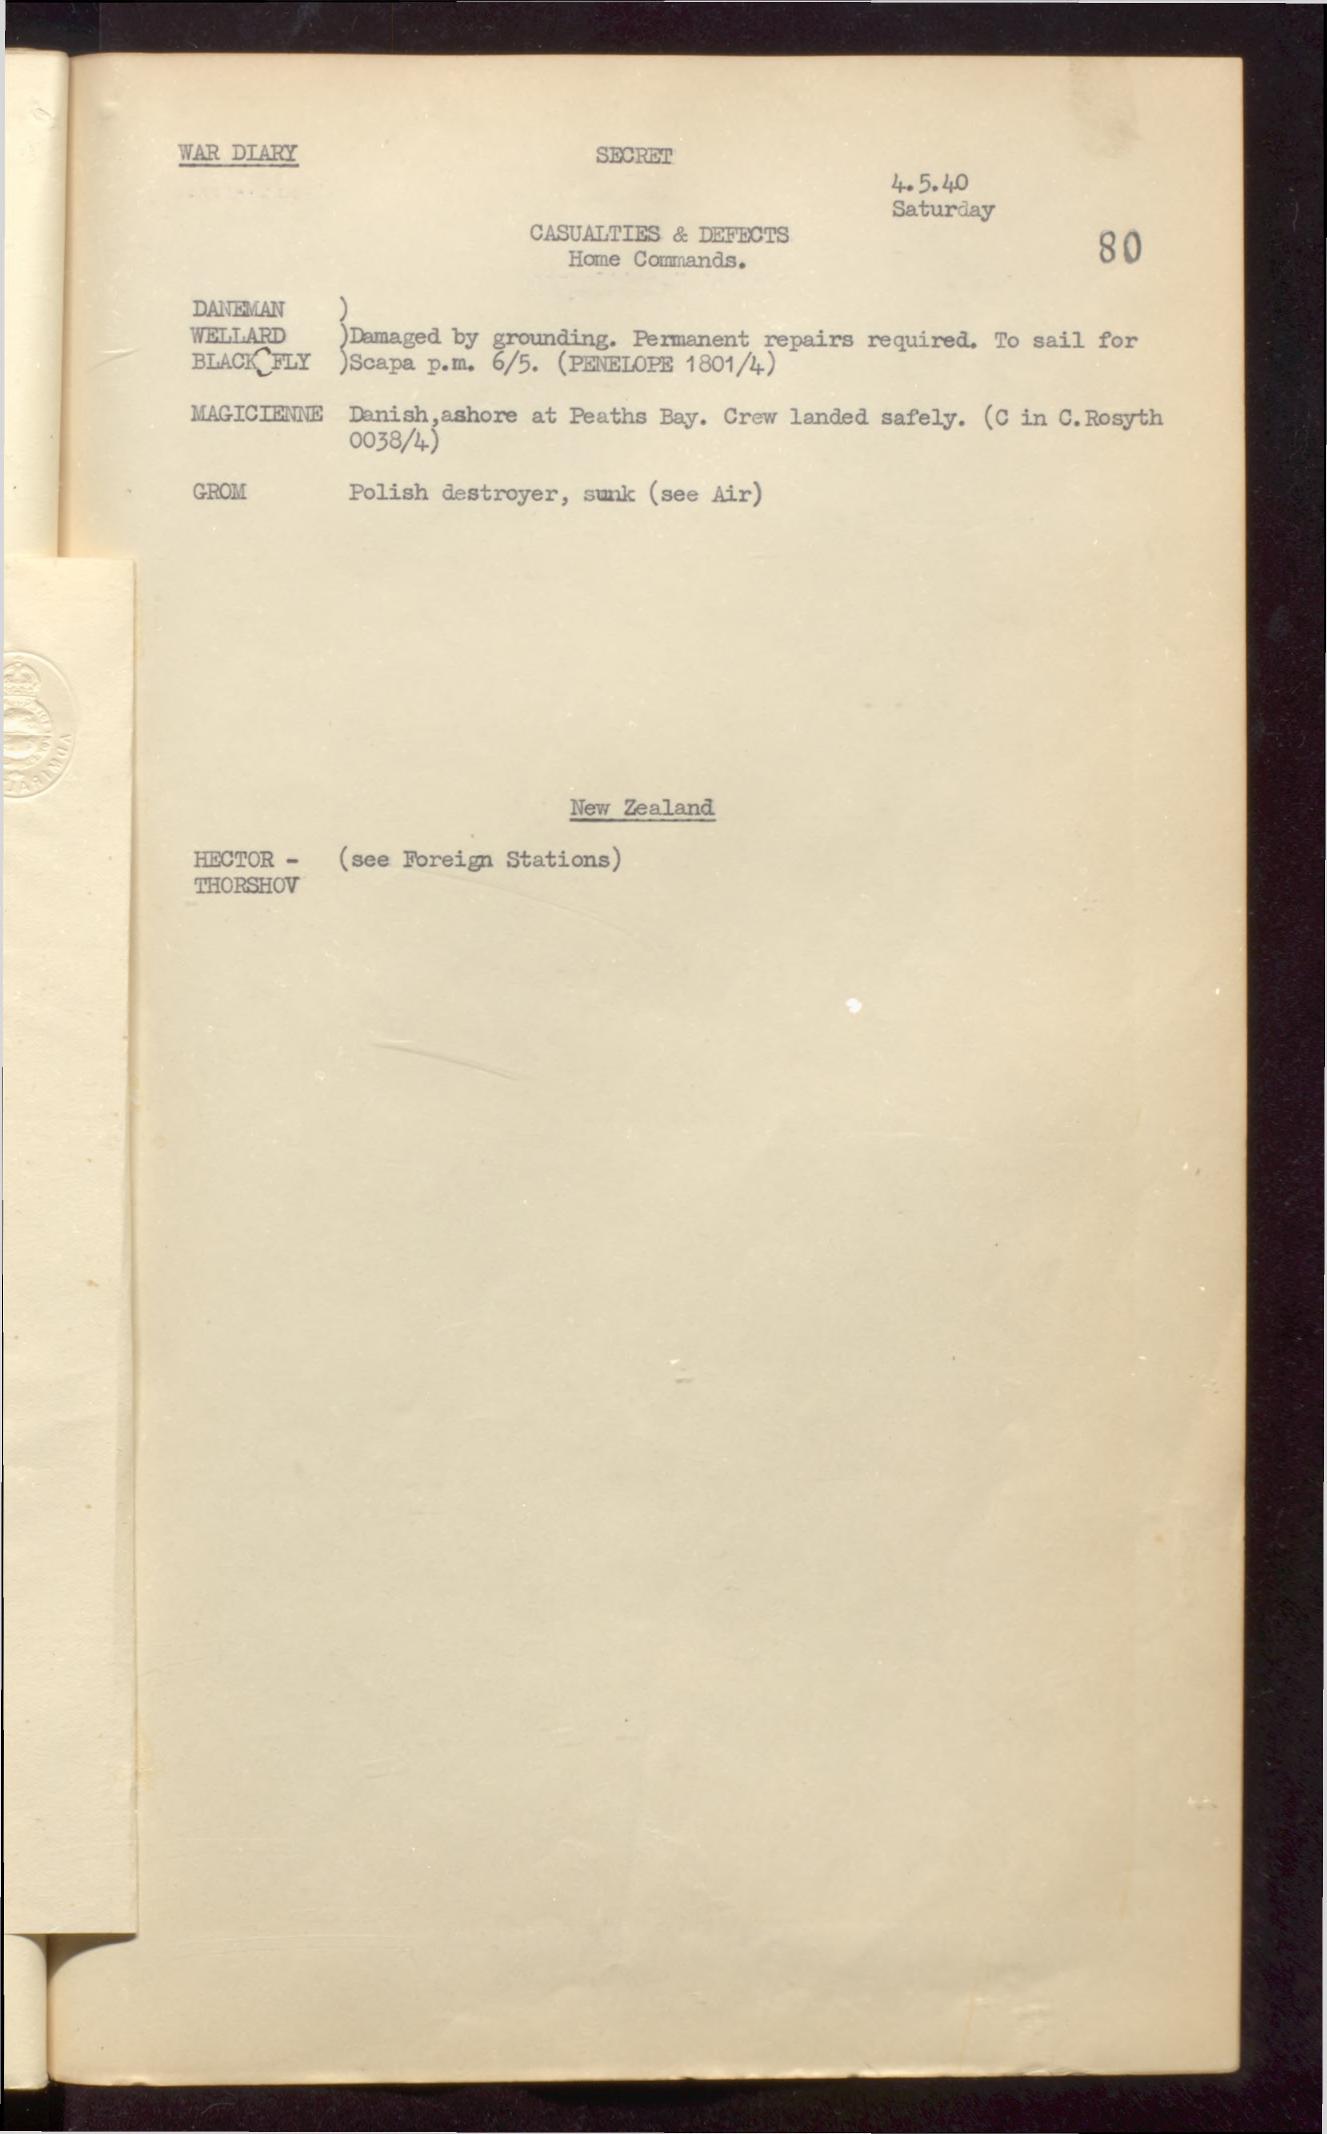 WAR DIARY
SECRET
4.5.40
Saturday
80
CASUALTIES & DEFECTS
Home Commands.
DANEMAN )
WELLARD )Damaged by grounding. Permanent repairs required. To sail for
BLACK FLY )Scapa p.m. 6/5. (PENELOPE 1801/4)
MAGICIENNE Danish,ashore at Peaths Bay. Crew landed safely. (C in C.Rosyth
0038/4)
GROM Polish destroyer, sunk (see Air)
New Zealand
HECTOR - (see Foreign Stations)
THORSHOV